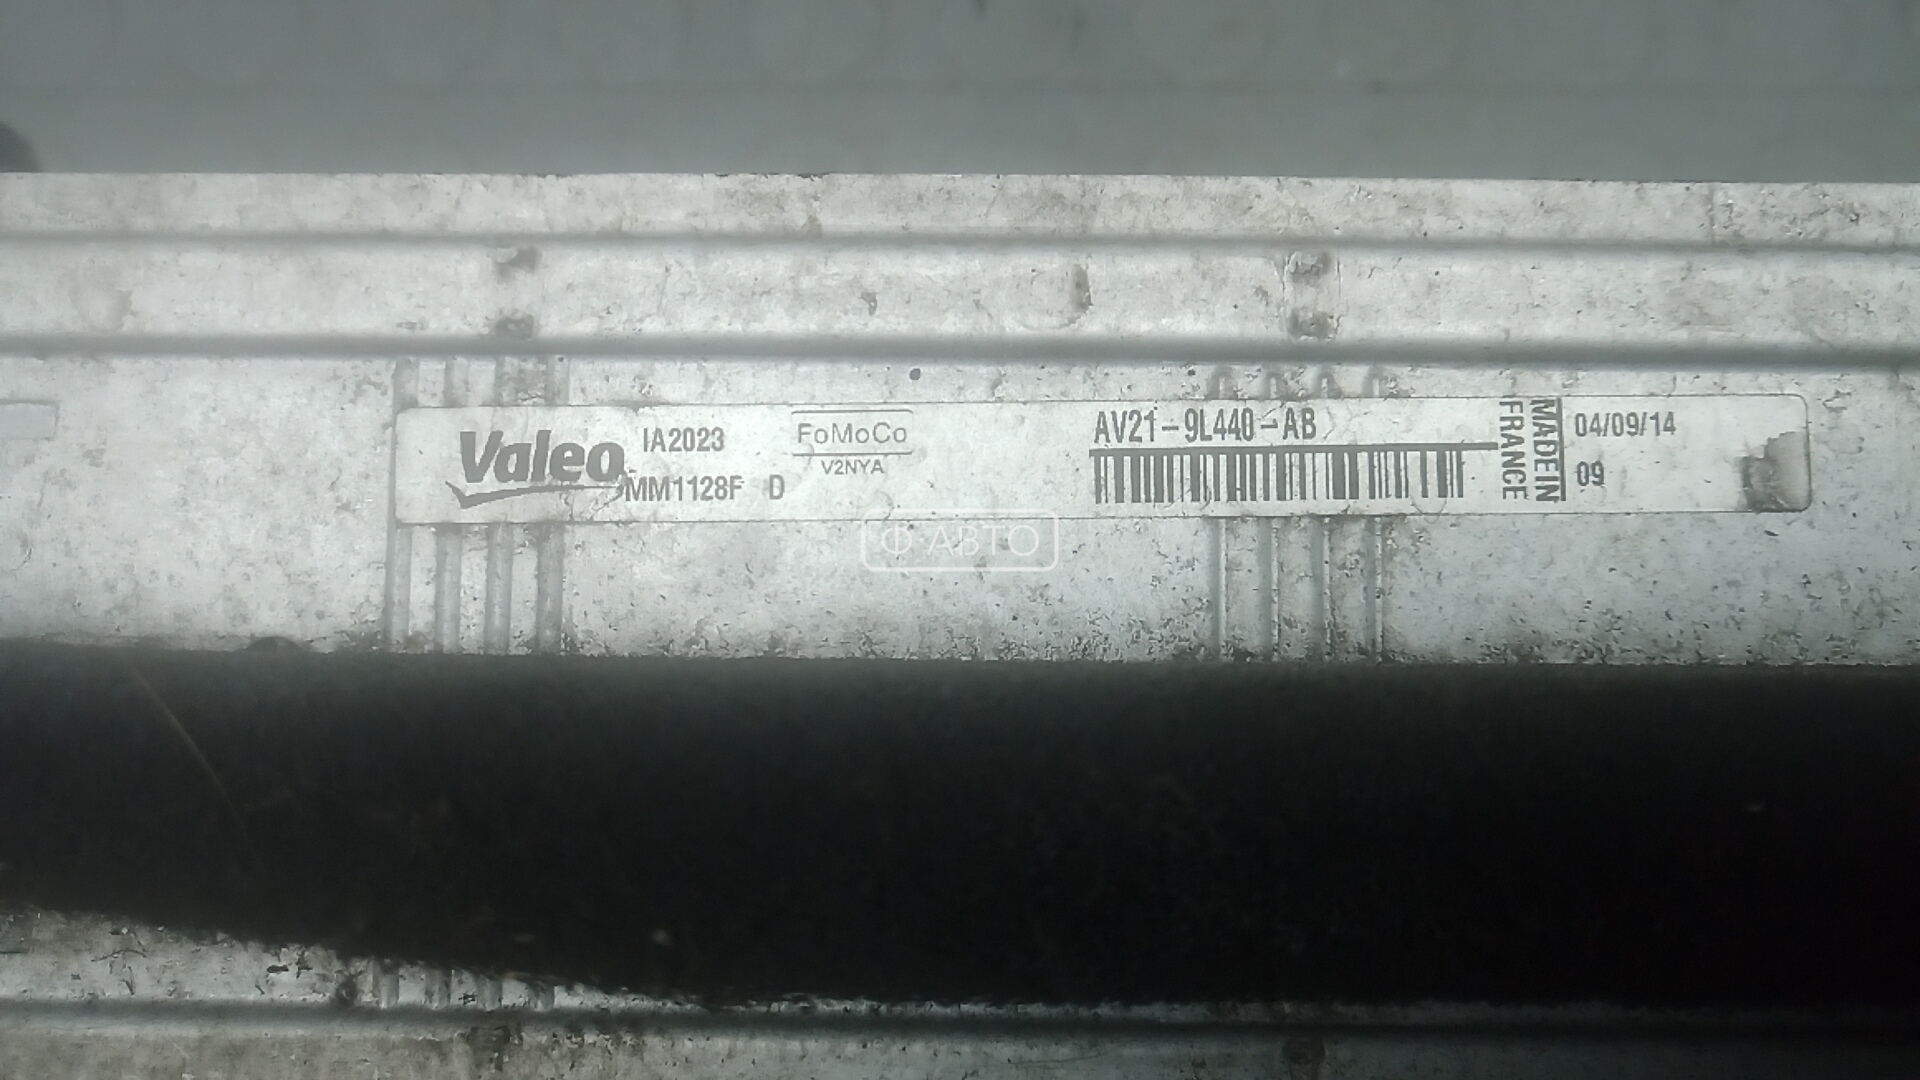 Valeo
IA2023
MM1128F D
FoMoCo
V2NYA
AV21-9L440-AB
MADE IN
FRANCE
04/09/14
09
Ф-АВТО